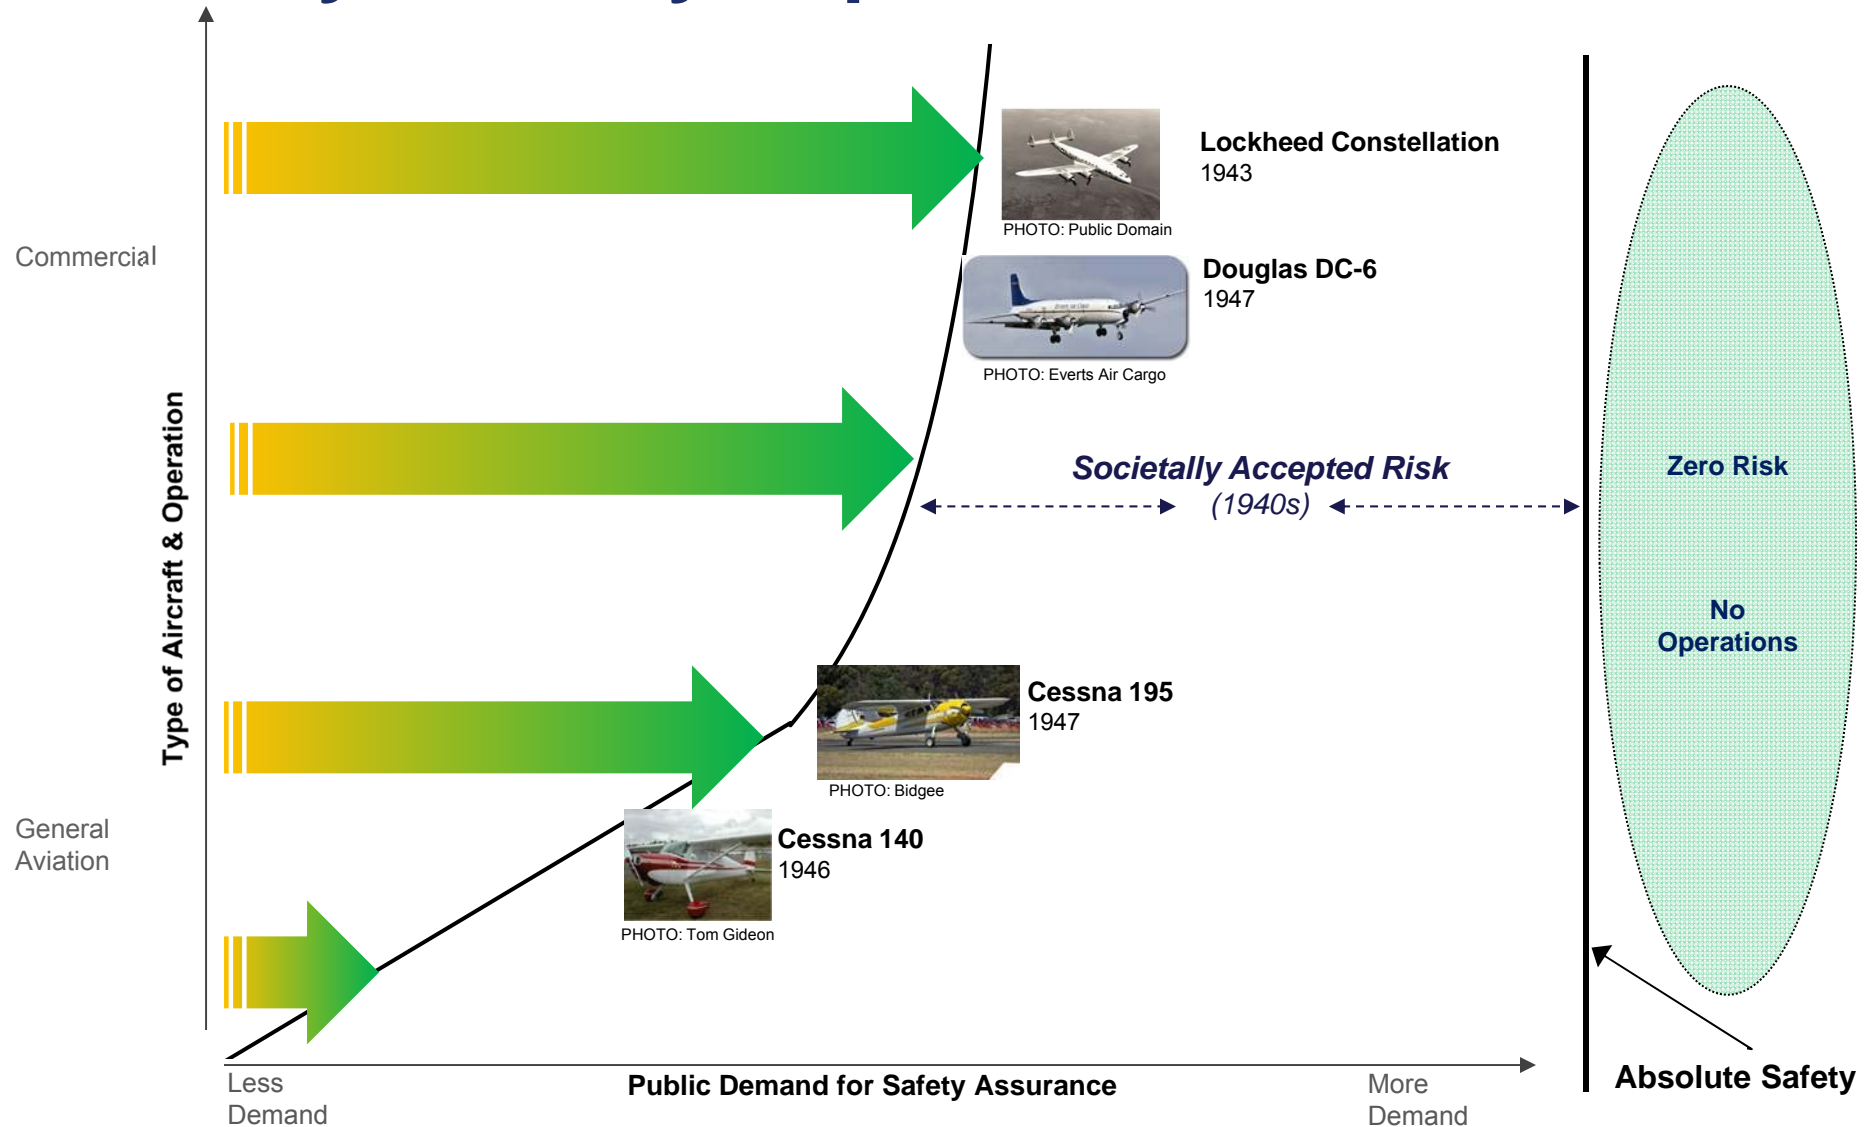 Lockheed Constellation
1943
PHOTO: Public Domain
Commercial
Douglas DC-6
1947
PHOTO: Everts Air Cargo
Type of Aircraft & Operation
Societally Accepted Risk
(1940s)
Zero Risk
No
Operations
Cessna 195
1947
PHOTO: Bidgee
General
Aviation
Cessna 140
1946
PHOTO: Tom Gideon
Less
Demand
Public Demand for Safety Assurance
More
Demand
Absolute Safety